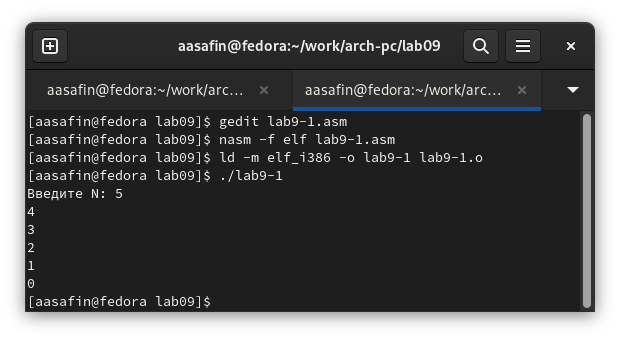 aasafin@fedora:~/work/arch-pc/lab09
aasafin@fedora:~/work/arc...
aasafin@fedora:~/work/arc...
[aasafin@fedora lab09]$ gedit lab9-1.asm
[aasafin@fedora lab09]$ nasm -f elf lab9-1.asm
[aasafin@fedora lab09]$ ld -m elf_i386 -o lab9-1 lab9-1.o
[aasafin@fedora lab09]$ ./lab9-1
Введите N: 5
4
3
2
1
0
[aasafin@fedora lab09]$